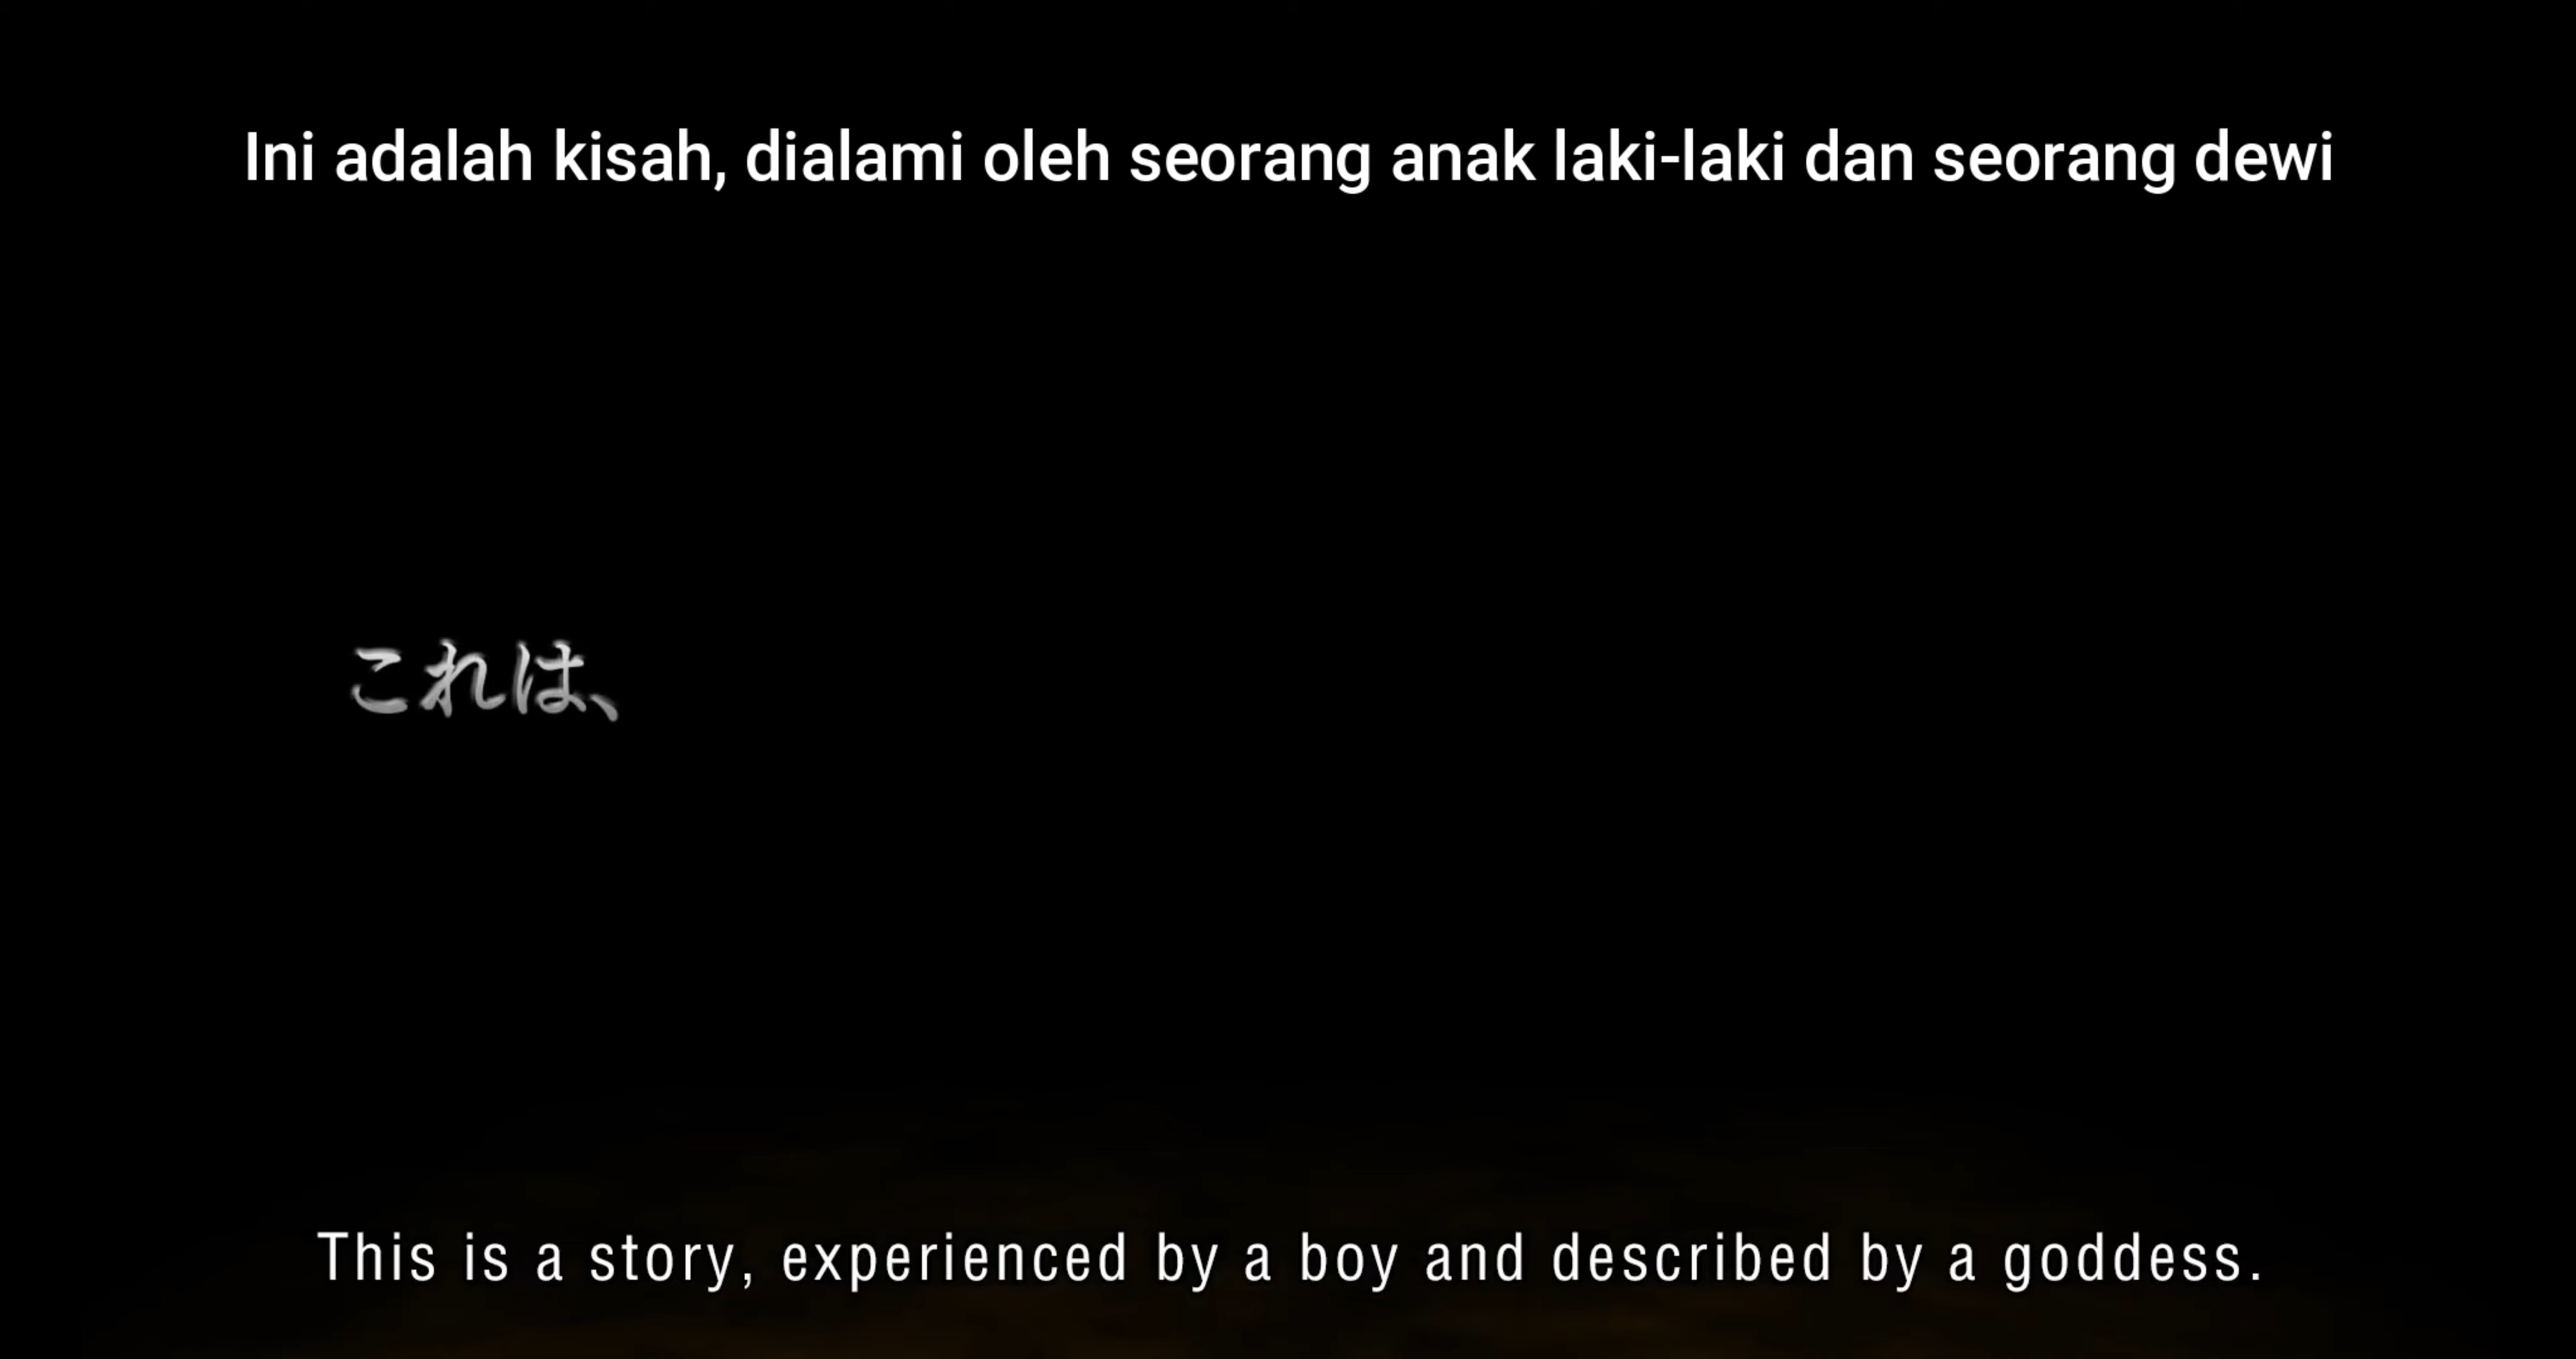 Ini adalah kisah, dialami oleh seorang anak laki-laki dan seorang dewi
これは、
This is a story, experienced by a boy and described by a goddess.